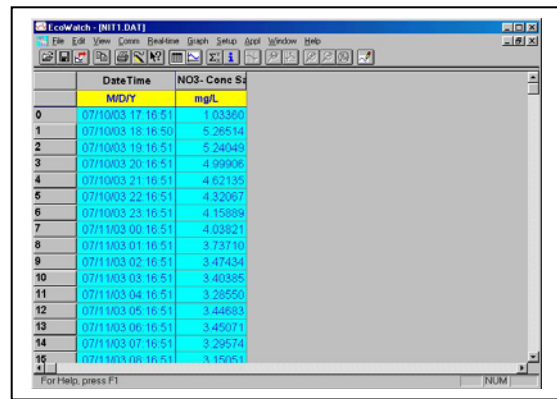 EcoWatch - [NIT1.DAT]
File Edit View Comm Real-time Graph Setup Appl Window Help
DateTime NO3- Conc Sa
M/D/Y mg/L
0 07/10/03 17:16:51 1.03360
1 07/10/03 18:16:50 5.26514
2 07/10/03 19:16:51 5.24049
3 07/10/03 20:16:51 4.99906
4 07/10/03 21:16:51 4.62135
5 07/10/03 22:16:51 4.32067
6 07/10/03 23:16:51 4.15889
7 07/11/03 00:16:51 4.03821
8 07/11/03 01:16:51 3.73710
9 07/11/03 02:16:51 3.47434
10 07/11/03 03:16:51 3.40385
11 07/11/03 04:16:51 3.28550
12 07/11/03 05:16:51 3.44683
13 07/11/03 06:16:51 3.45071
14 07/11/03 07:16:51 3.29574
15 07/11/03 08:16:51 3.15051
For Help, press F1 NUM